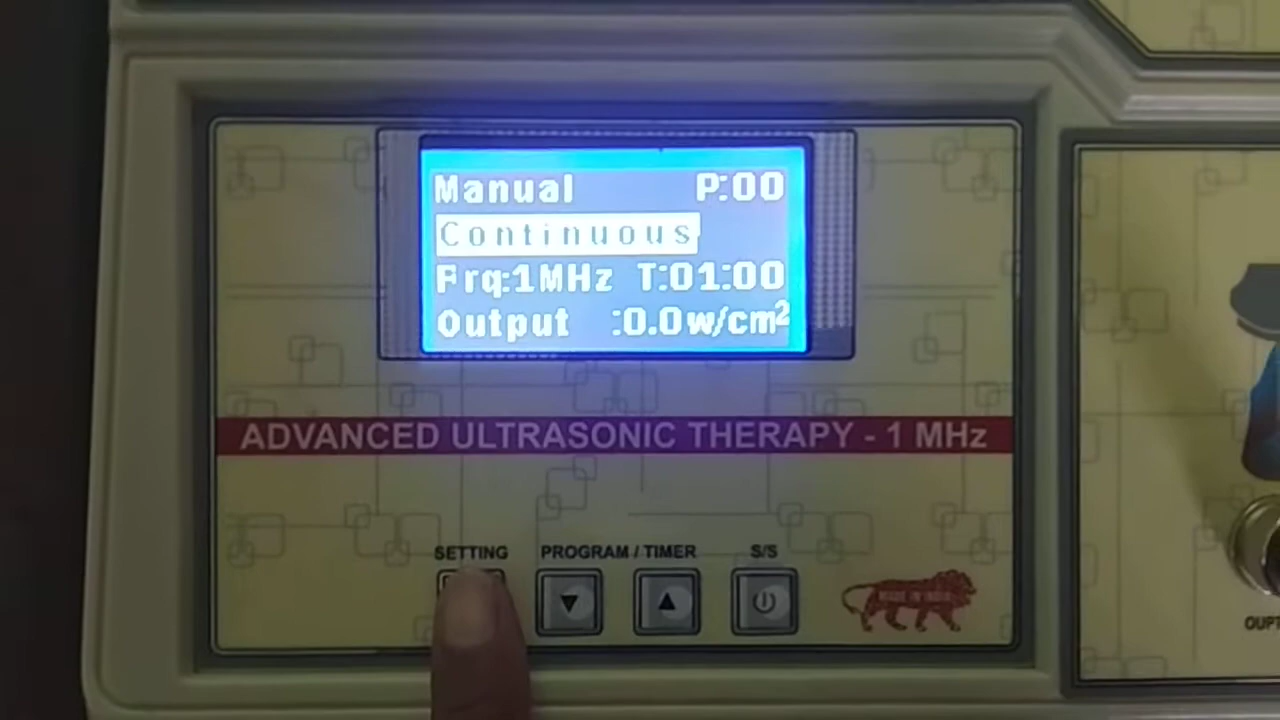 Manual P:00
Continuous
Frq:1MHz T:01:00
Output :0.0w/cm²
ADVANCED ULTRASONIC THERAPY - 1 MHz
SETTING PROGRAM / TIMER S/S
MADE IN INDIA
OUPT